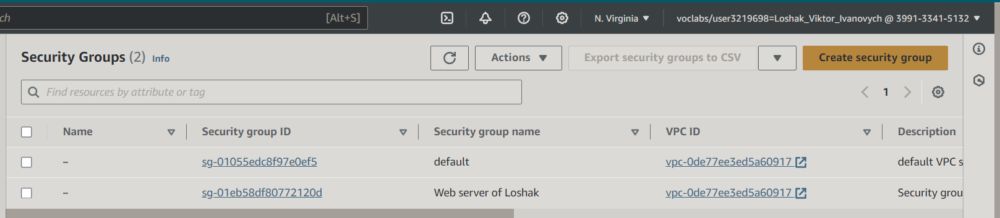 ch [Alt+S] N. Virginia voclabs/user3219698=Loshak_Viktor_Ivanovych @ 3991-3341-5132
Security Groups (2) Info Actions Export security groups to CSV Create security group
Find resources by attribute or tag 1
Name Security group ID Security group name VPC ID Description
– sg-01055edc8f97e0ef5 default vpc-0de77ee3ed5a60917 default VPC s
– sg-01eb58df80772120d Web server of Loshak vpc-0de77ee3ed5a60917 Security grou